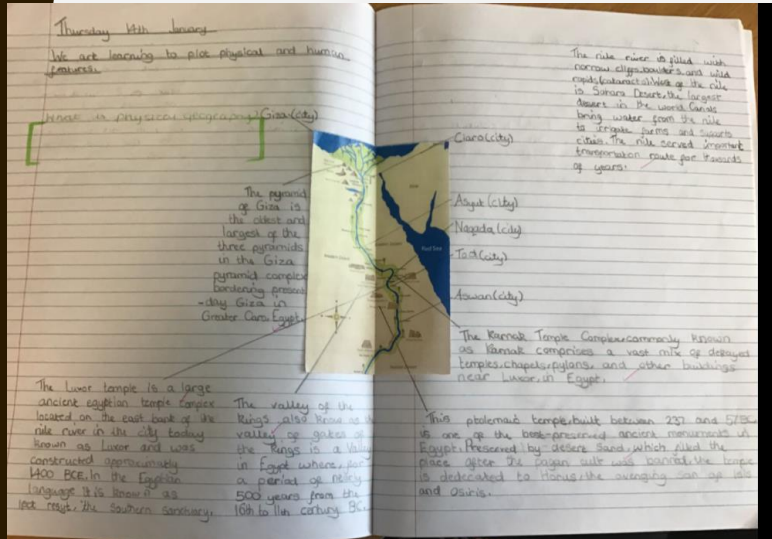 Thursday 14th January
We are learning to plot physical and human
features.
What is physical geography?
Giza(city)
The pyramid
of Giza is
the oldest and
largest of the
three pyramids
in the Giza
pyramid complex
bordering present
-day Giza in
Greater Cairo, Egypt.
The Luxor temple is a large
ancient egyptian temple complex
located on the east bank of the
nile river in the city today
known as Luxor and was
constructed approximately
1400 BCE. In the Egyptian
language it is known as
resyt, "the southern sanctuary.
The valley of the
Kings, also know as the
valley of gates of
the Kings is a Valley
in Egypt where, for
a period of nearly
500 years from the
16th to 11th century BC,
The nile river is filled with
narrow cliffs, boulders and wild
rapids (cataracts). West of the nile
is Sahara Desert, the largest
desert in the world. Canals
bring water from the nile
to irrigate farms and supports
cities. The nile served important
transportation route for thousands
of years.
(city)
Asyut (city)
Nagada (city)
(city)
Aswan (city)
Red Sea
The Karnak Temple Complex, commonly known
as Karnak comprises a vast mix of decayed
temples, chapels, pylons, and other buildings
near Luxor, in Egypt.
This ptolemaic temple, built between 237 and
is one of the best-preserved ancient monuments in
Egypt. Preserved by desert sand, which filled the
place after the pagan was banned, the temple
is dedecated to the avenging son of isis
and osiris.